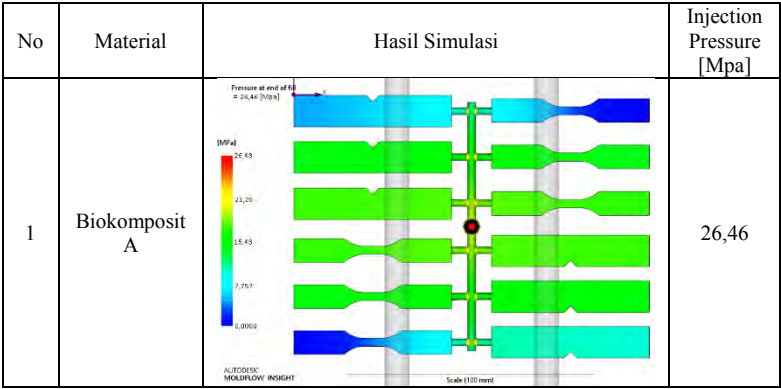 No
Material
Hasil Simulasi
Injection
Pressure
[Mpa]
1
Biokomposit
A
Pressure at end of fill
= 26,46 [Mpa]
X
[MPa]
26,43
23,20
15,43
7,757
0,0000
AUTODESK
MOLDFLOW INSIGHT
Scale (100 mm)
26,46